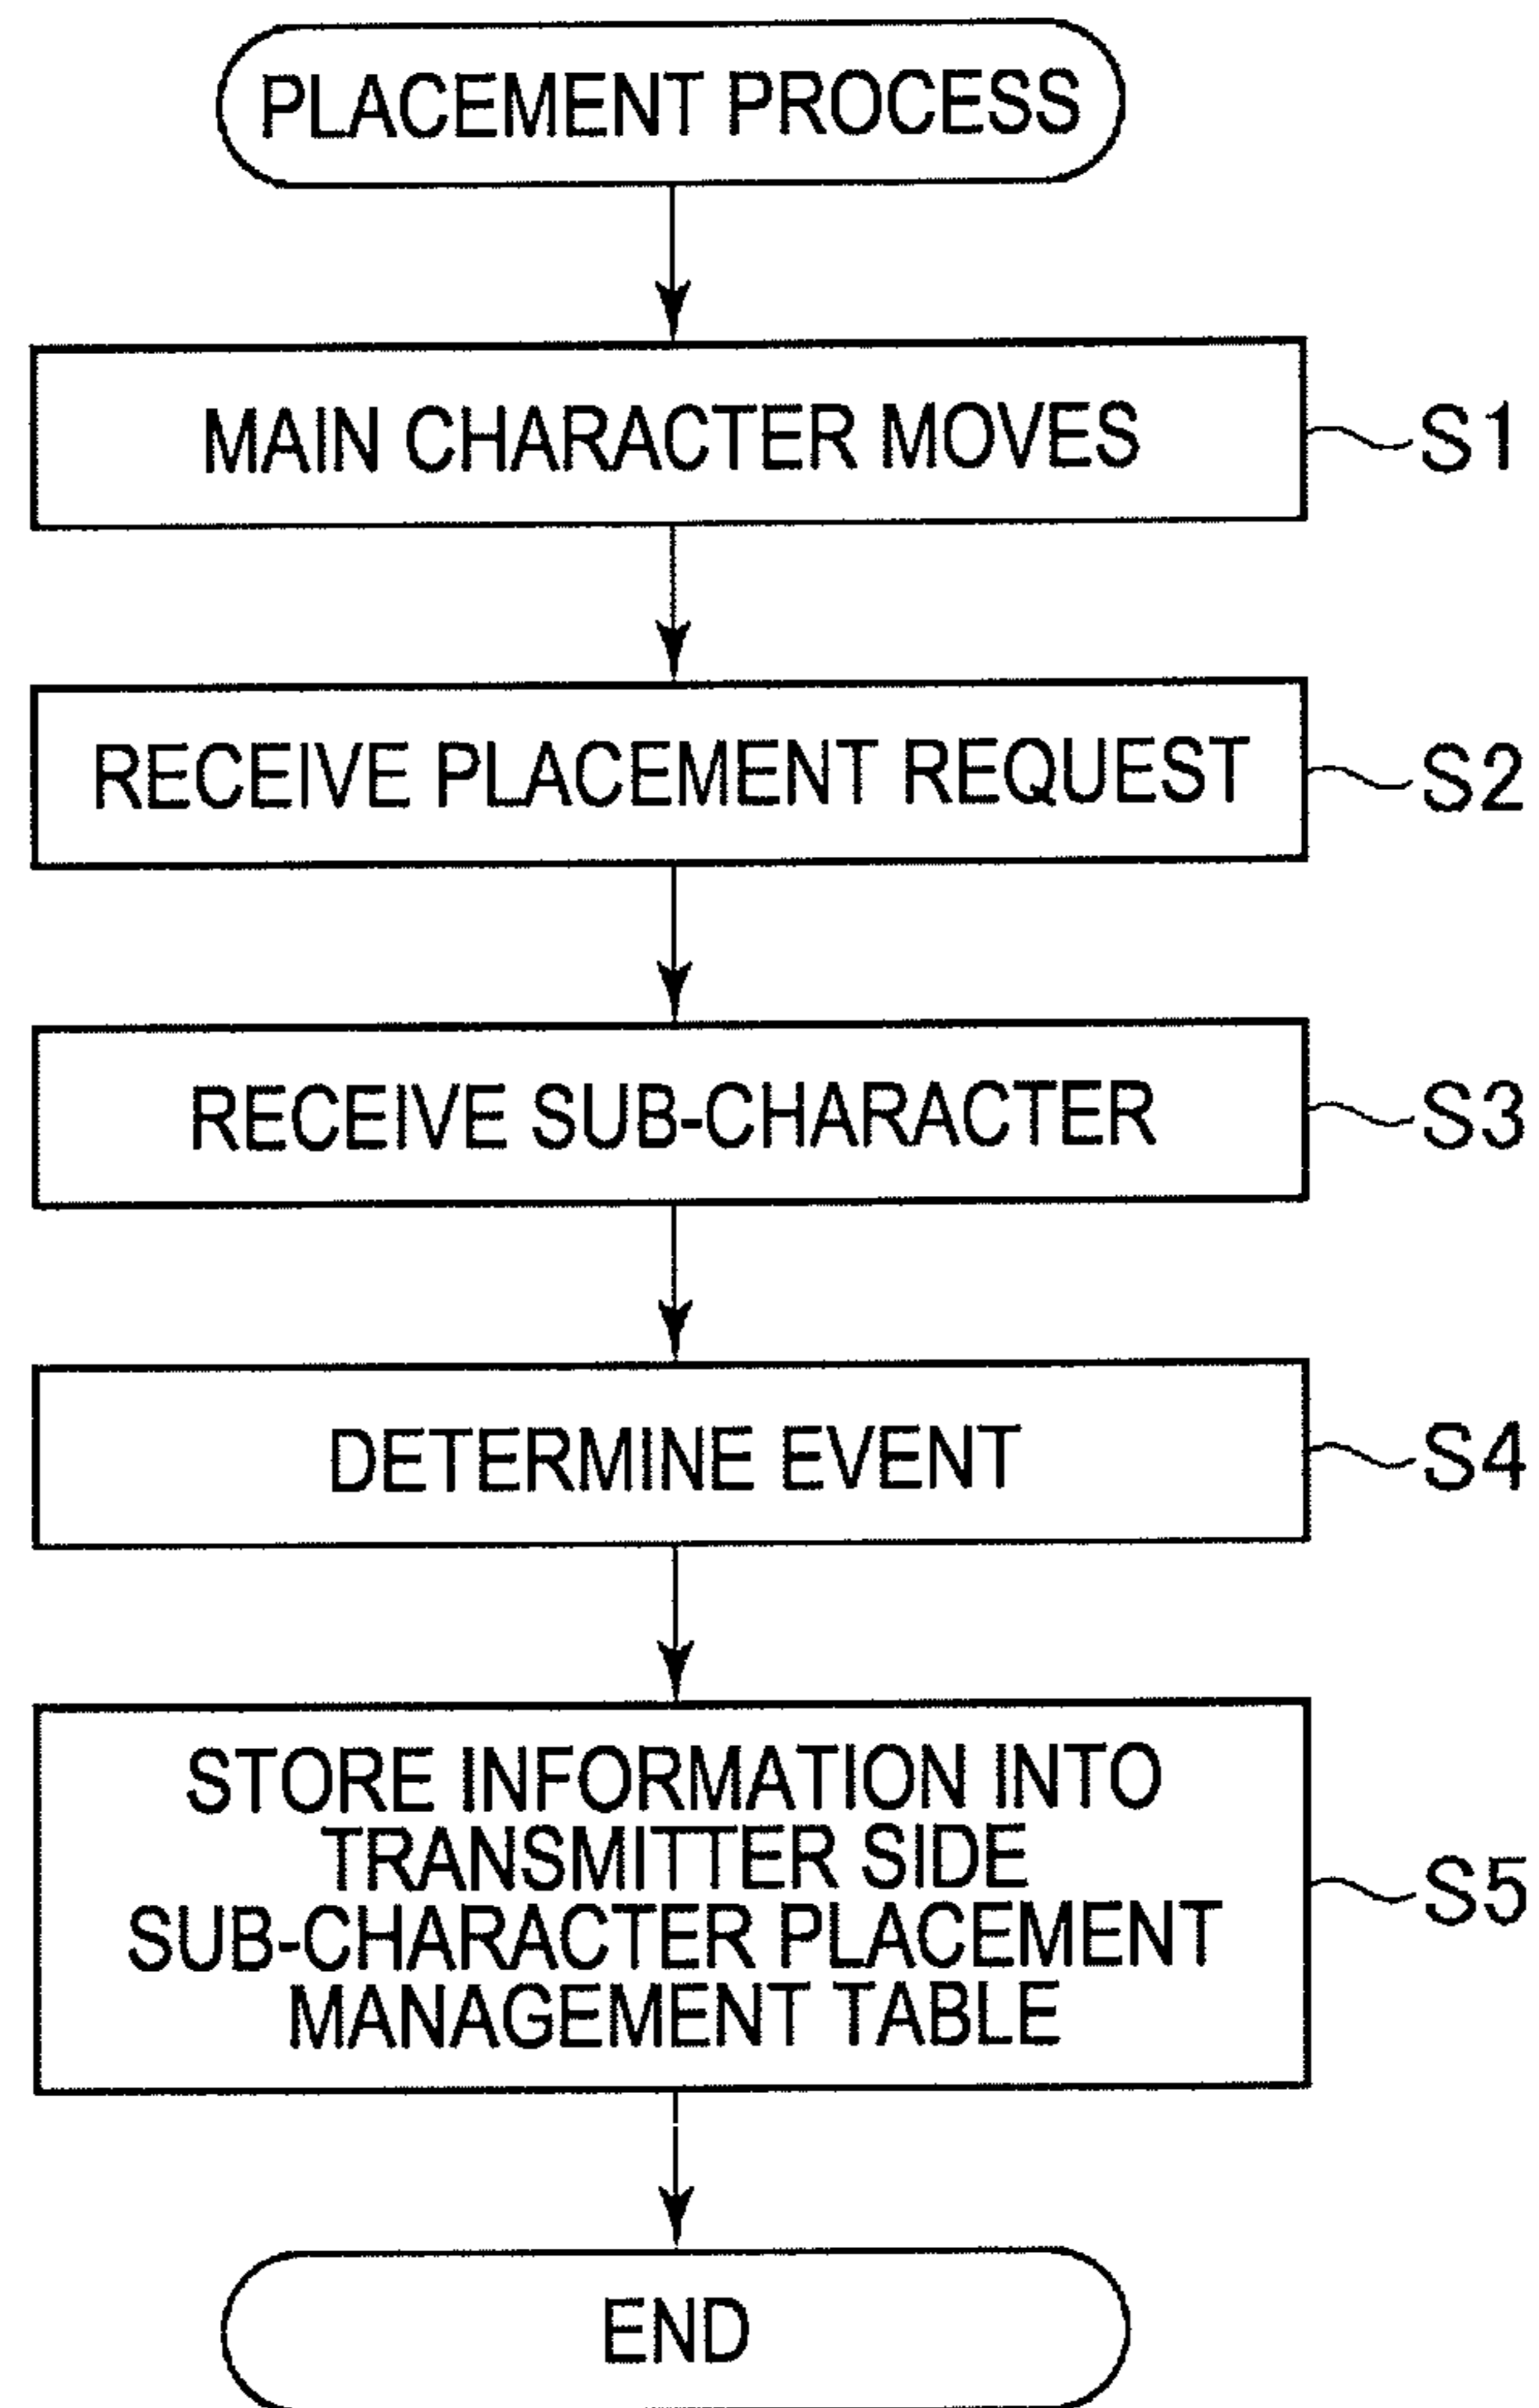 PLACEMENT PROCESS
MAIN CHARACTER MOVES
S1
RECEIVE PLACEMENT REQUEST
S2
RECEIVE SUB-CHARACTER
S3
DETERMINE EVENT
S4
STORE INFORMATION INTO
TRANSMITTER SIDE
SUB-CHARACTER PLACEMENT
MANAGEMENT TABLE
S5
END